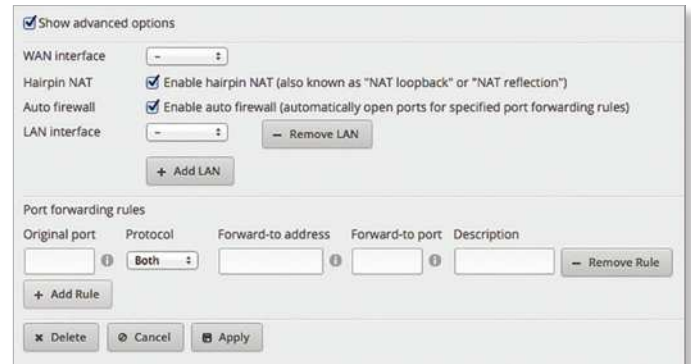 Show advanced options
WAN interface - 
Hairpin NAT Enable hairpin NAT (also known as "NAT loopback" or "NAT reflection")
Auto firewall Enable auto firewall (automatically open ports for specified port forwarding rules)
LAN interface - − Remove LAN
+ Add LAN
Port forwarding rules
Original port Protocol Forward-to address Forward-to port Description
Both − Remove Rule
+ Add Rule
Delete Cancel Apply